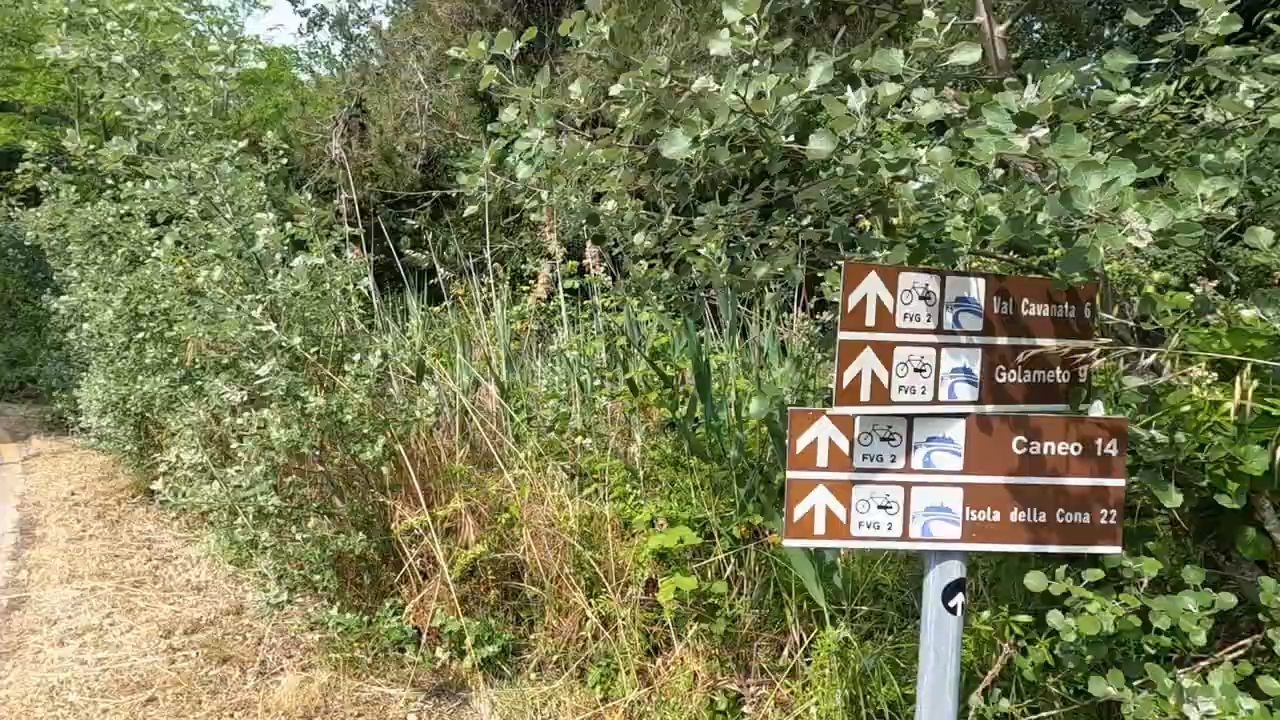 FVG 2 Val Cavanata 6
FVG 2 Golameto 9
FVG 2 Caneo 14
FVG 2 Isola della Cona 22